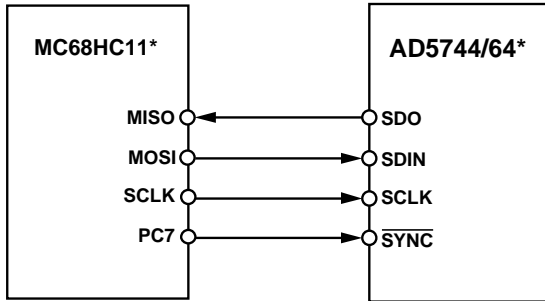 MC68HC11*
AD5744/64*
MISO
SDO
MOSI
SDIN
SCLK
SCLK
PC7
SYNC